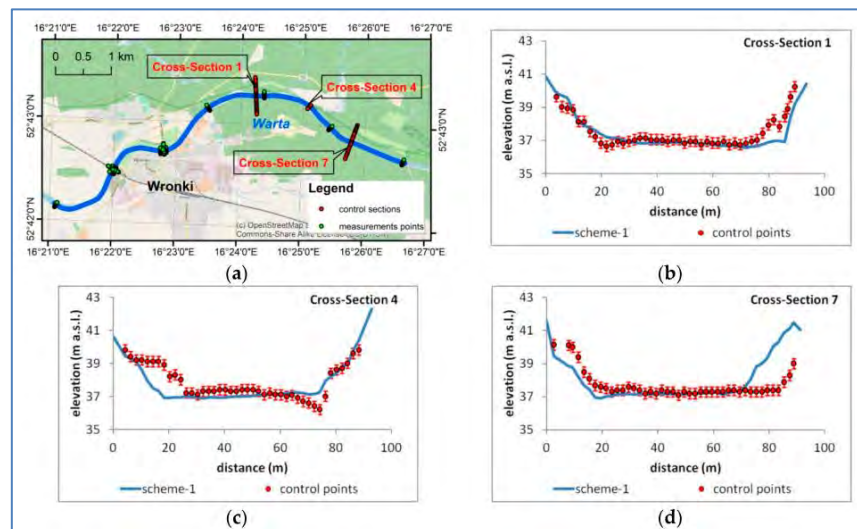 16°21'0"E 16°22'0"E 16°23'0"E 16°24'0"E 16°25'0"E 16°26'0"E 16°27'0"E
0 0.5 1 km
Cross-Section 1
Cross-Section 4
52°43'0"N
52°43'0"N
Warta
Cross-Section 7
Wronki
Legend
control sections
measurements points
52°42'0"N
(c) OpenStreetMap
Commons-Share Alike
16°21'0"E 16°22'0"E 16°23'0"E 16°24'0"E 16°25'0"E 16°26'0"E 16°27'0"E
(a)
Cross-Section 1
43
41
39
37
35
elevation (m a.s.l.)
0 20 40 60 80 100
distance (m)
scheme-1 control points
(b)
Cross-Section 4
43
41
39
37
35
elevation (m a.s.l.)
0 20 40 60 80 100
distance (m)
scheme-1 control points
(c)
Cross-Section 7
43
41
39
37
35
elevation (m a.s.l.)
0 20 40 60 80 100
distance (m)
scheme-1 control points
(d)